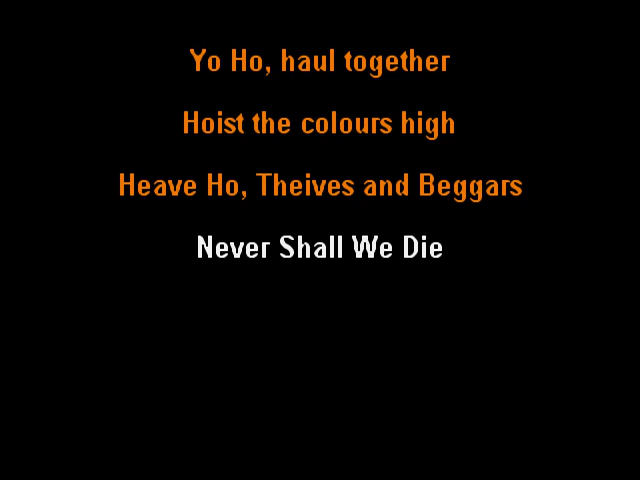 Yo Ho, haul together
Hoist the colours high
Heave Ho, Theives and Beggars
Never Shall We Die